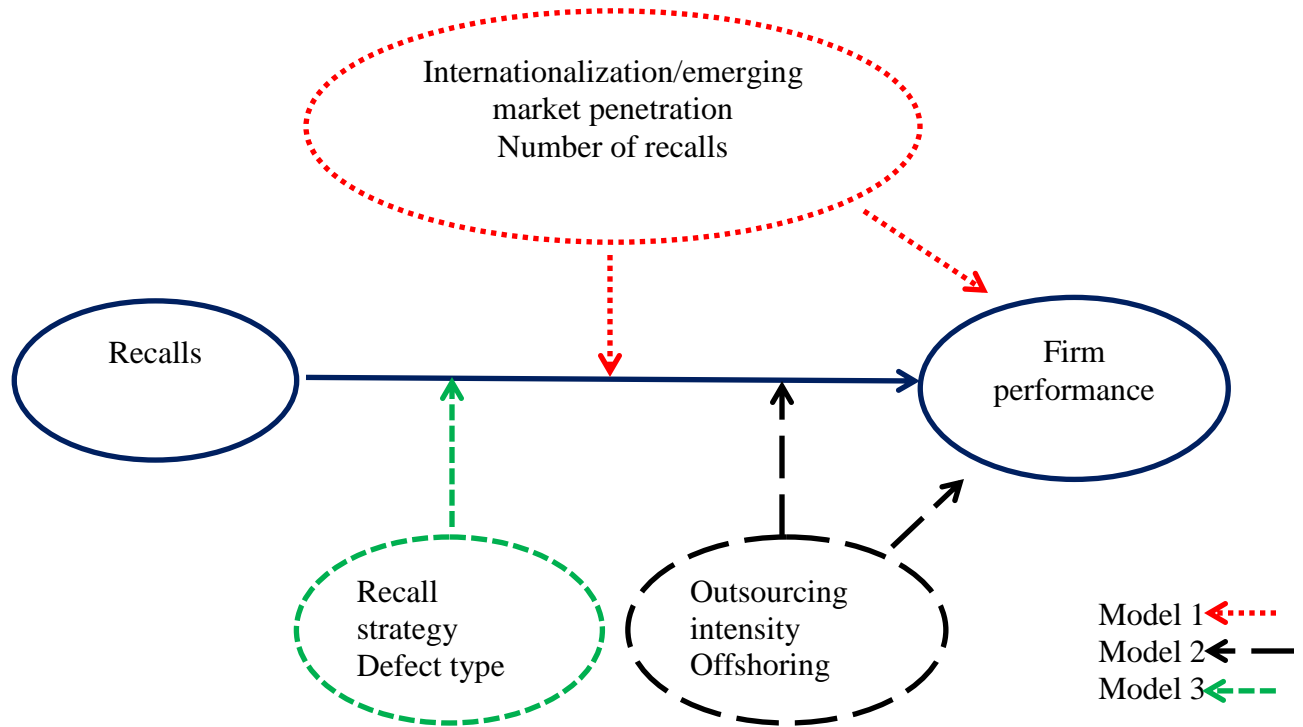 Internationalization/emerging
market penetration
Number of recalls
Recalls
Firm
performance
Recall
strategy
Defect type
Outsourcing
intensity
Offshoring
Model 1
Model 2
Model 3